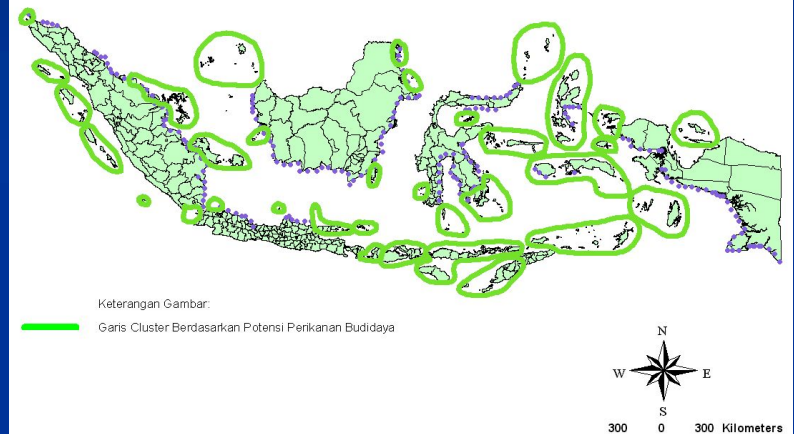 Keterangan Gambar:
Garis Cluster Berdasarkan Potensi Perikanan Budidaya
N
W E
S
300 0 300 Kilometers